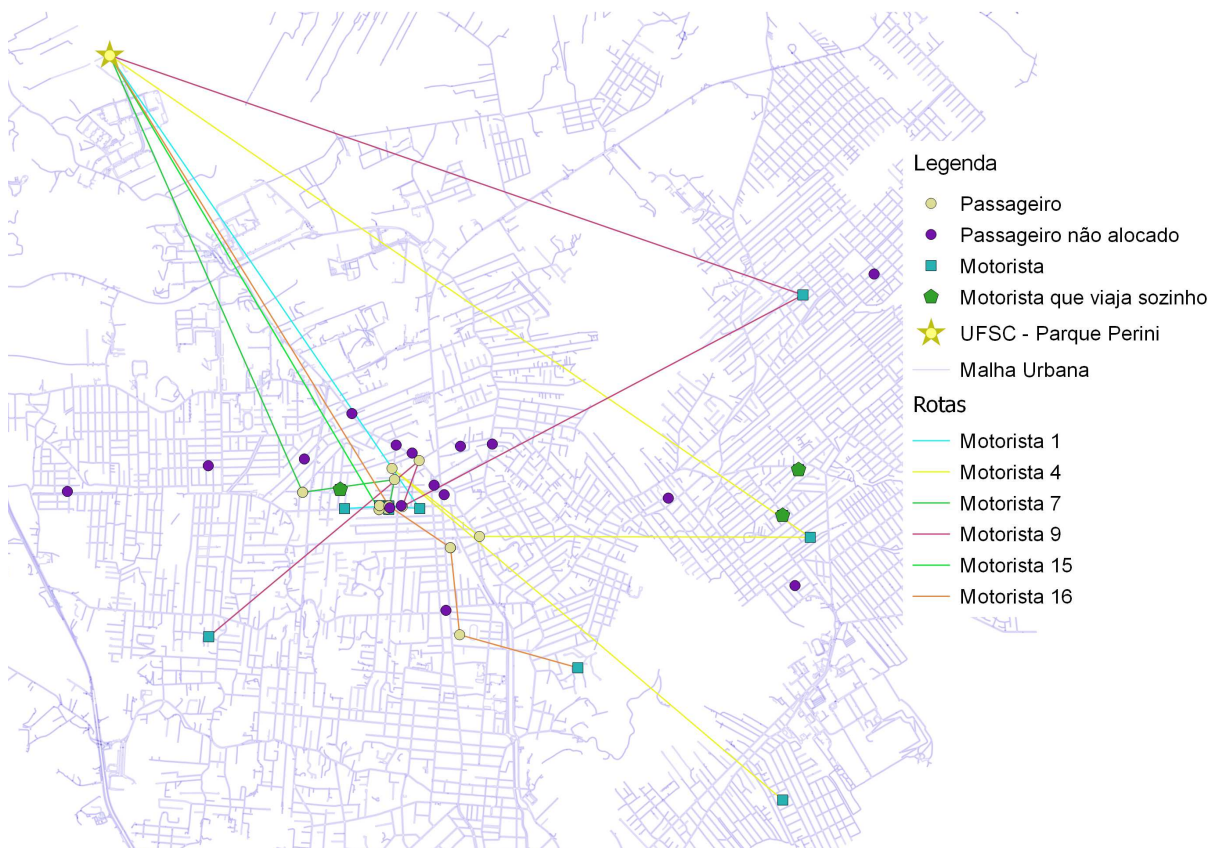 Legenda
Passageiro
Passageiro não alocado
Motorista
Motorista que viaja sozinho
UFSC - Parque Perini
Malha Urbana
Rotas
Motorista 1
Motorista 4
Motorista 7
Motorista 9
Motorista 15
Motorista 16